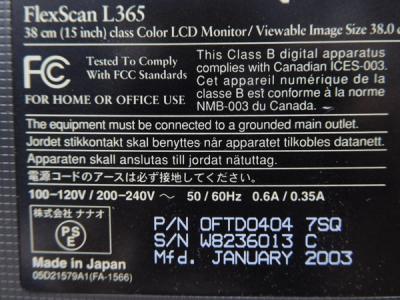 FlexScan L365
38 cm (15 inch) class Color LCD Monitor/ Viewable Image Size 38.0 c
FC
Tested To Comply
With FCC Standards
FOR HOME OR OFFICE USE
This Class B digital apparatus
complies with Canadian ICES-003.
Cet appareil numérique de la
classe B est conforme à la norme
NMB-003 du Canada.
The equipment must be connected to a grounded main outlet.
Jordet stikkontakt skal benyttes når apparatet tilkobles datanett.
Apparaten skall anslutas till jordat nätuttag.
電源コードのアースは必ず接地してください。
100-120V / 200-240V ~ 50 / 60Hz 0.6A / 0.35A
株式会社 ナナオ
PS
E
Made in Japan
05D21579A1(FA-1566)
P/N 0FTD0404 7SQ
S/N W8236013 C
Mfd. JANUARY 2003